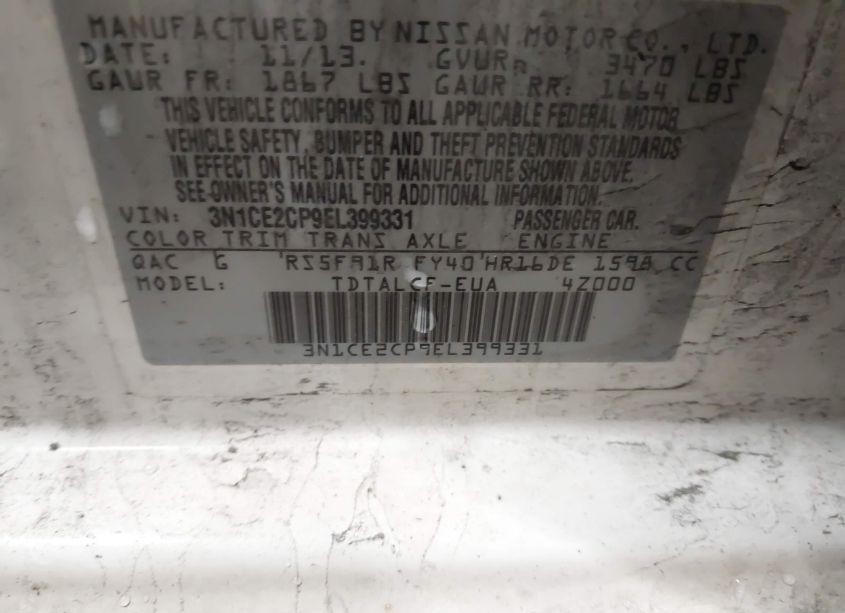 MANUFACTURED BY NISSAN MOTOR CO., LTD.
DATE: 11/13. GVWR: 3470 LBS
GAWR FR: 1867 LBS GAWR RR: 1664 LBS
THIS VEHICLE CONFORMS TO ALL APPLICABLE FEDERAL MOTOR
VEHICLE SAFETY, BUMPER AND THEFT PREVENTION STANDARDS
IN EFFECT ON THE DATE OF MANUFACTURE SHOWN ABOVE.
SEE OWNER'S MANUAL FOR ADDITIONAL INFORMATION.
VIN: 3N1CE2CP9EL399331 PASSENGER CAR.
COLOR TRIM TRANS AXLE ENGINE
QAC G RS5F91R FY40 HR16DE 1598 CC
MODEL: TDTALCF-EUA 4Z000
3N1CE2CP9EL399331